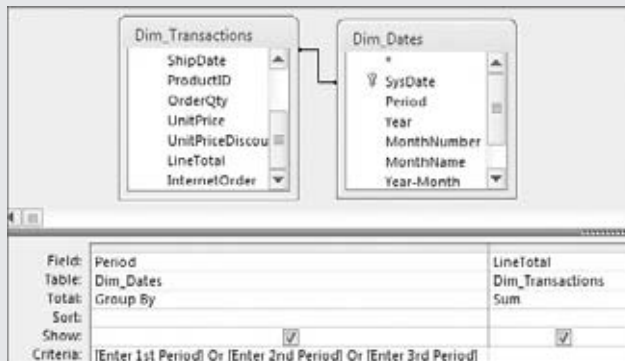 Dim_Transactions
ShipDate
ProductID
OrderQty
UnitPrice
UnitPriceDiscou
LineTotal
InternetOrder
Dim_Dates
*
SysDate
Period
Year
MonthNumber
MonthName
Year-Month
Field: Period LineTotal
Table: Dim_Dates Dim_Transactions
Total: Group By Sum
Sort:
Show:
Criteria: [Enter 1st Period] Or [Enter 2nd Period] Or [Enter 3rd Period]